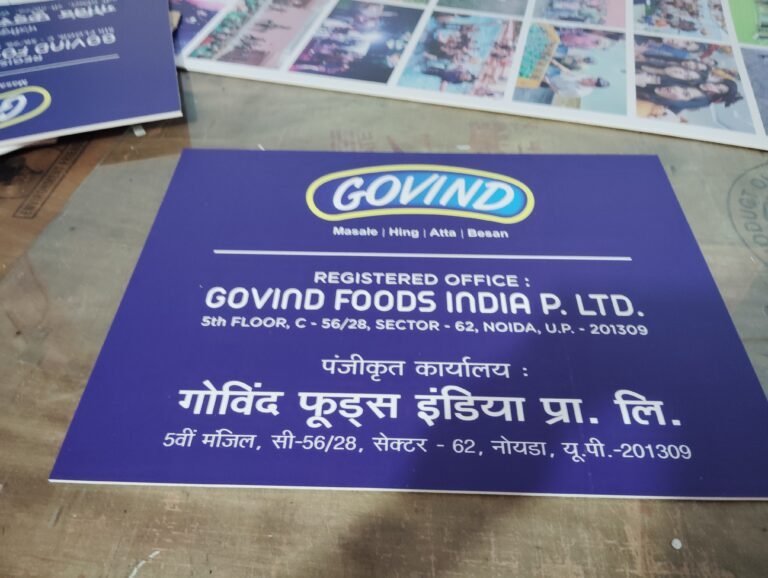 GOVIND
Masale | Hing | Atta | Besan
REGISTERED OFFICE :
GOVIND FOODS INDIA P. LTD.
5th FLOOR, C - 56/28, SECTOR - 62, NOIDA, U.P. - 201309
पंजीकृत कार्यालय :
गोविंद फूड्स इंडिया प्रा. लि.
5वीं मंजिल, सी-56/28, सेक्टर - 62, नोयडा, यू.पी.-201309